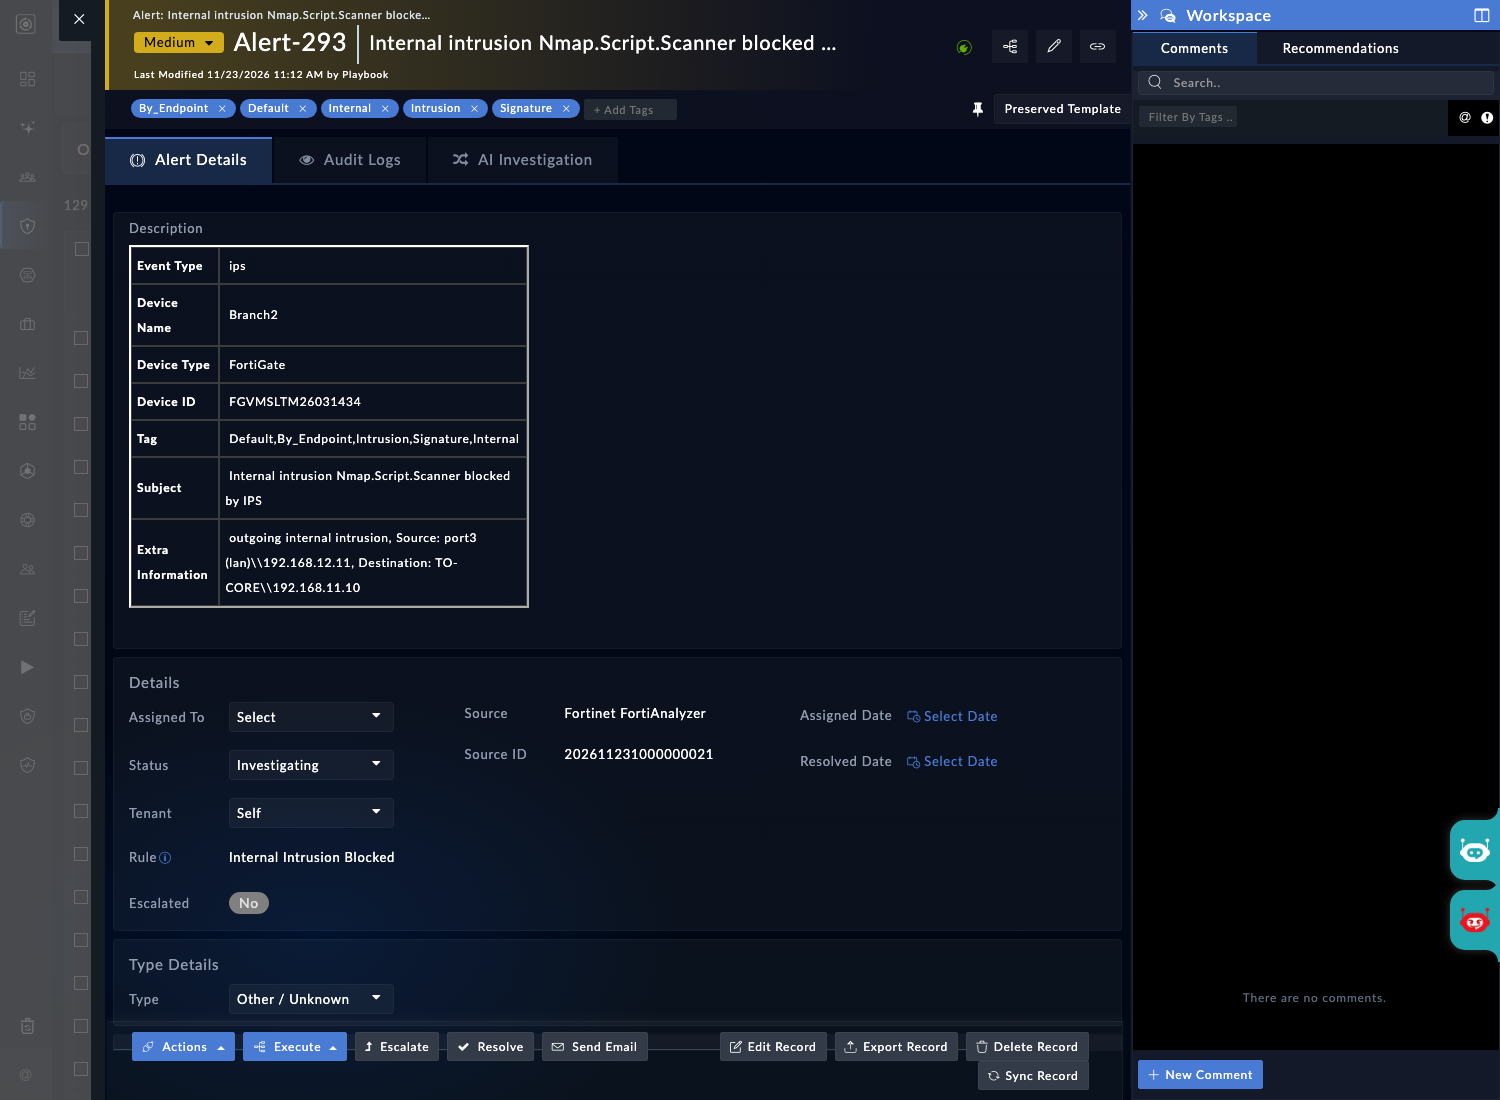 Alert: Internal intrusion Nmap.Script.Scanner blocke...
Medium
Alert-293
Internal intrusion Nmap.Script.Scanner blocked ...
Last Modified 11/23/2026 11:12 AM by Playbook
By_Endpoint ×
Default ×
Internal ×
Intrusion ×
Signature ×
+ Add Tags
Preserved Template
Alert Details
Audit Logs
AI Investigation
129
Description
Event Type
ips
Device
Name
Branch2
Device Type
FortiGate
Device ID
FGVMSLTM26031434
Tag
Default,By_Endpoint,Intrusion,Signature,Internal
Subject
Internal intrusion Nmap.Script.Scanner blocked
by IPS
Extra
Information
outgoing internal intrusion, Source: port3
(lan)\\192.168.12.11, Destination: TO-
CORE\\192.168.11.10
Details
Assigned To
Select
Status
Investigating
Tenant
Self
Rule
Internal Intrusion Blocked
Escalated
No
Source
Fortinet FortiAnalyzer
Source ID
202611231000000021
Assigned Date
Select Date
Resolved Date
Select Date
Type Details
Type
Other / Unknown
Actions
Execute
Escalate
Resolve
Send Email
Edit Record
Export Record
Delete Record
Sync Record
Workspace
Comments
Recommendations
Search..
Filter By Tags ..
@
There are no comments.
+ New Comment